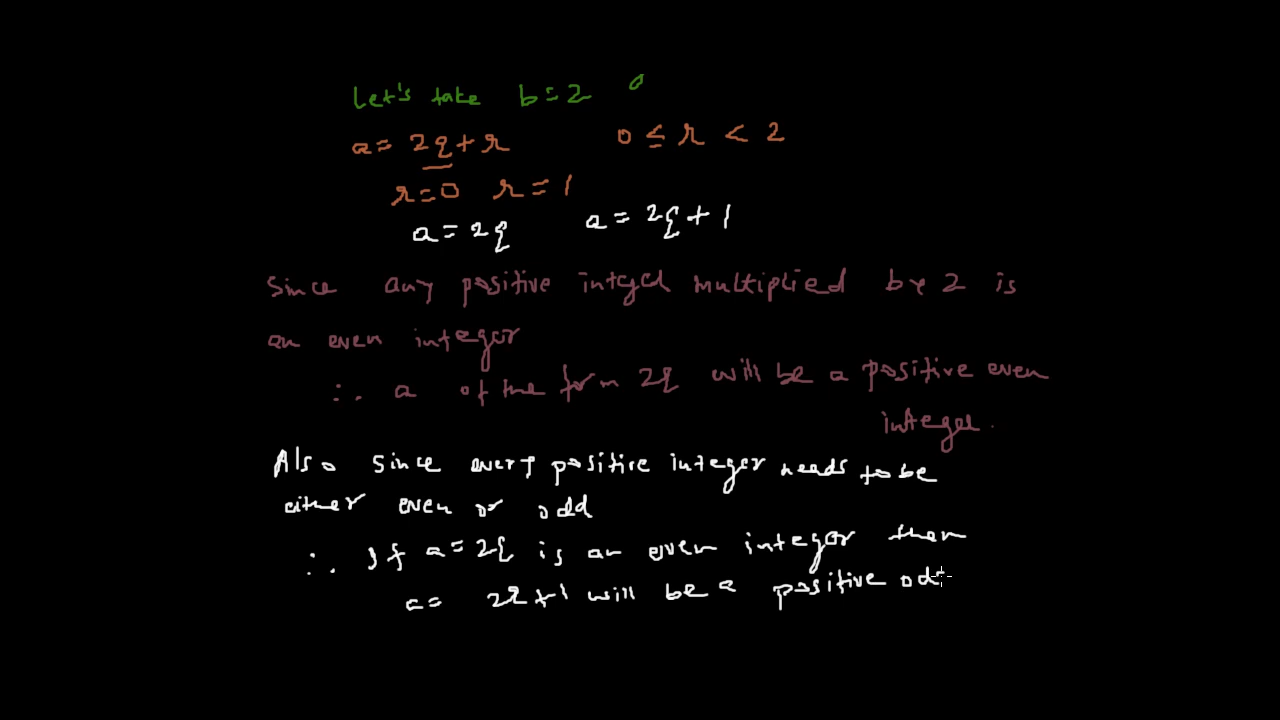 Let's take b=2
a= 2q+r 0 ≤ r < 2
r=0 r=1
a=2q a=2q+1
Since any positive integer multiplied by 2 is
an even integer
∴ a of the form 2q will be a positive even
integer.
Also since every positive integer needs to be
either even or odd
∴ If a=2q is an even integer then
a= 2q+1 will be a positive od